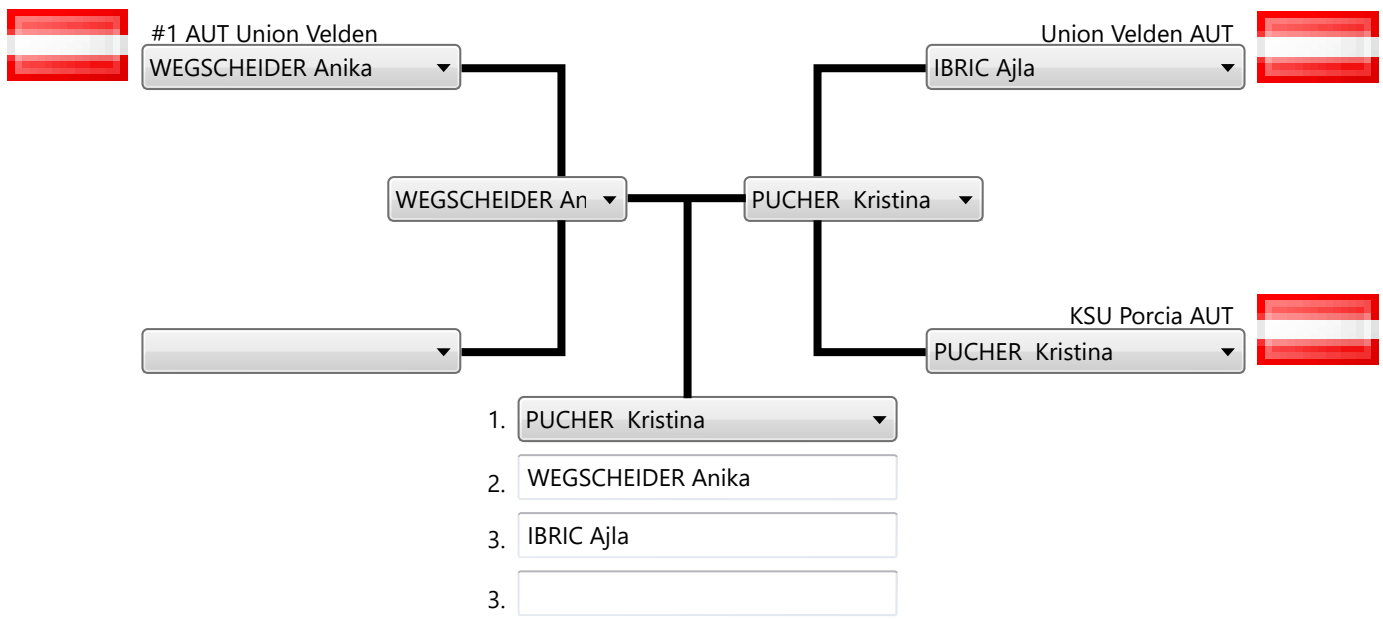 #1 AUT Union Velden
WEGSCHEIDER Anika
Union Velden AUT
IBRIC Ajla
WEGSCHEIDER An
PUCHER  Kristina
KSU Porcia AUT
PUCHER  Kristina
1. PUCHER  Kristina
2. WEGSCHEIDER Anika
3. IBRIC Ajla
3.